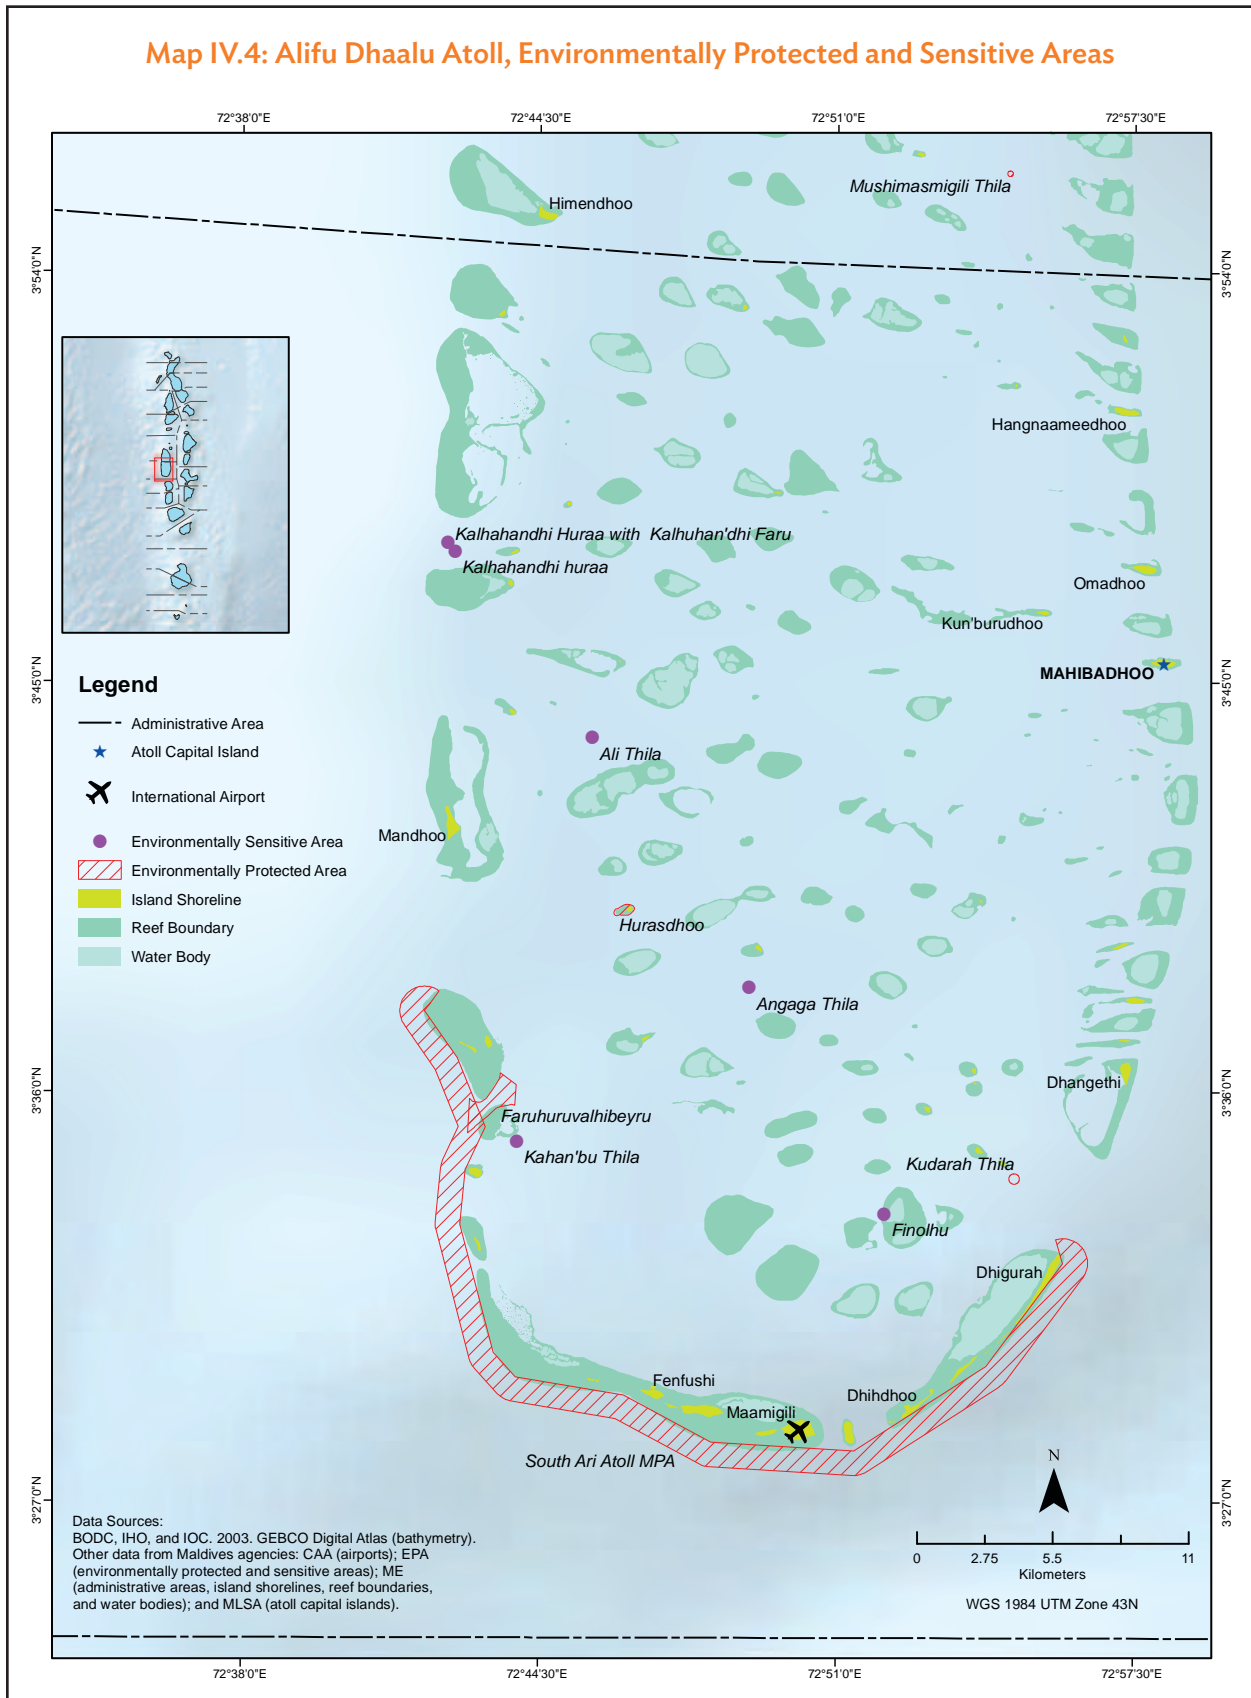 Map IV.4: Alifu Dhaalu Atoll, Environmentally Protected and Sensitive Areas
72°38'0"E
72°44'30"E
72°51'0"E
72°57'30"E
Mushimasmigili Thila
Himendhoo
3°54'0"N
3°54'0"N
Hangnaameedhoo
Kalhahandhi Huraa with Kalhuhan'dhi Faru
Kalhahandhi huraa
Omadhoo
Kun'burudhoo
MAHIBADHOO
3°45'0"N
3°45'0"N
Legend
Administrative Area
Atoll Capital Island
International Airport
Environmentally Sensitive Area
Environmentally Protected Area
Island Shoreline
Reef Boundary
Water Body
Ali Thila
Mandhoo
Hurasdhoo
Angaga Thila
Dhangethi
3°36'0"N
3°36'0"N
Faruhuruvalhibeyru
Kahan'bu Thila
Kudarah Thila
Finolhu
Dhigurah
Fenfushi
Dhihdhoo
Maamigili
South Ari Atoll MPA
N
3°27'0"N
3°27'0"N
Data Sources:
BODC, IHO, and IOC. 2003. GEBCO Digital Atlas (bathymetry).
Other data from Maldives agencies: CAA (airports); EPA
(environmentally protected and sensitive areas); ME
(administrative areas, island shorelines, reef boundaries,
and water bodies); and MLSA (atoll capital islands).
0 2.75 5.5 11
Kilometers
WGS 1984 UTM Zone 43N
72°38'0"E
72°44'30"E
72°51'0"E
72°57'30"E